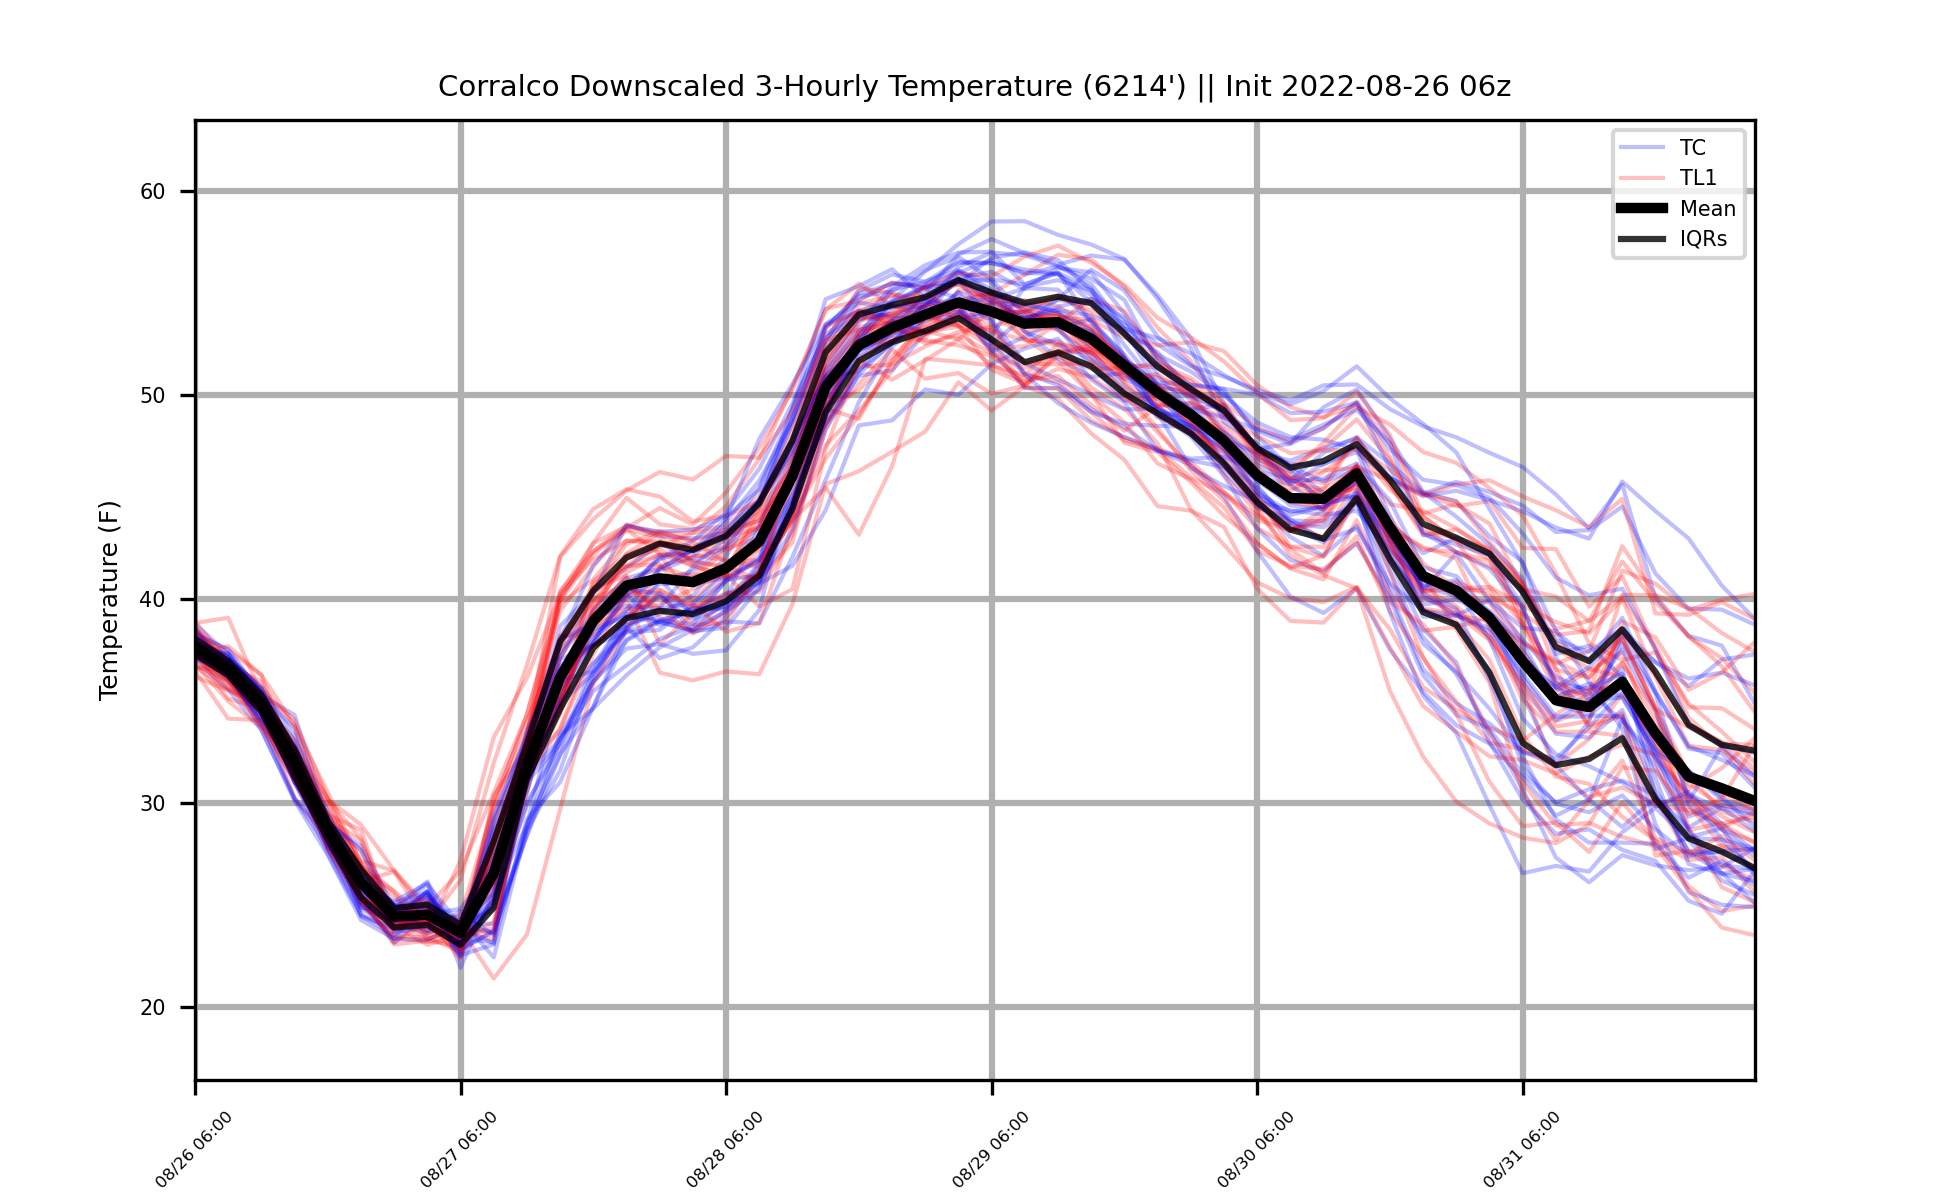 Corralco Downscaled 3-Hourly Temperature (6214') || Init 2022-08-26 06z
TC
TL1
Mean
IQRs
Temperature (F)
60
50
40
30
20
08/26 06:00
08/27 06:00
08/28 06:00
08/29 06:00
08/30 06:00
08/31 06:00